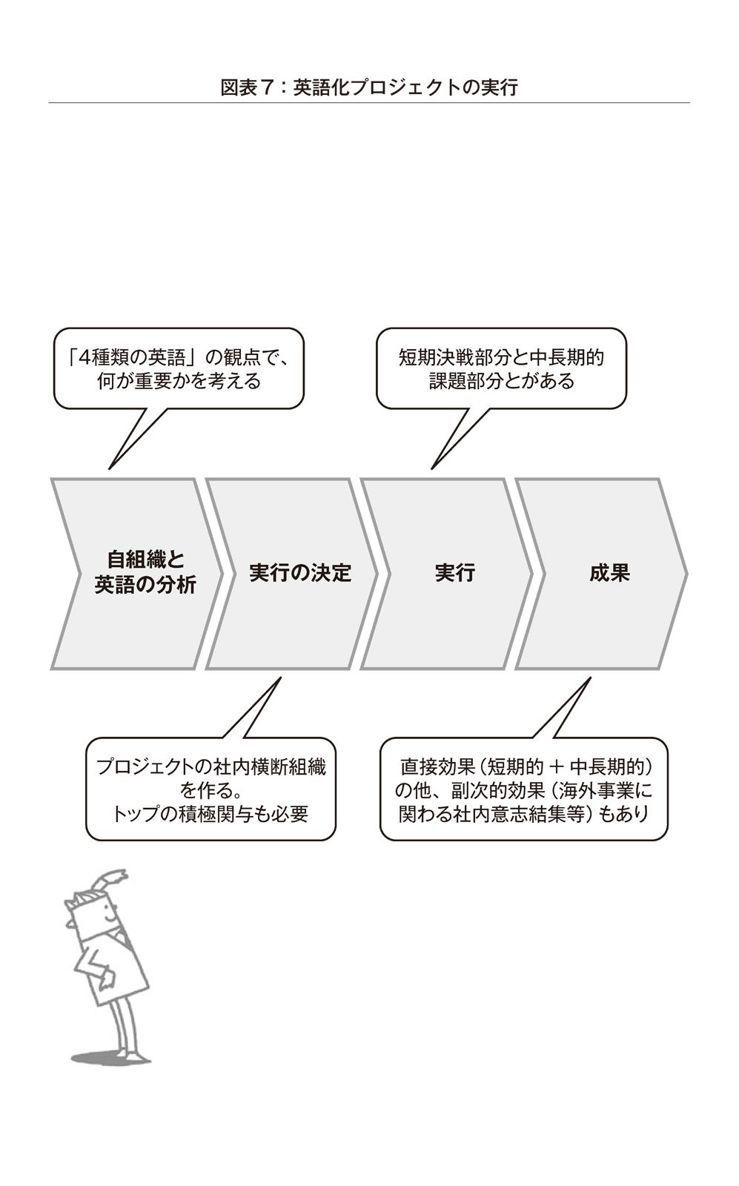 図表7：英語化プロジェクトの実行
「4種類の英語」の観点で、
何が重要かを考える
短期決戦部分と中長期的
課題部分とがある
自組織と
英語の分析
実行の決定
実行
成果
プロジェクトの社内横断組織
を作る。
トップの積極関与も必要
直接効果（短期的＋中長期的）
の他、副次的効果（海外事業に
関わる社内意志結集等）もあり